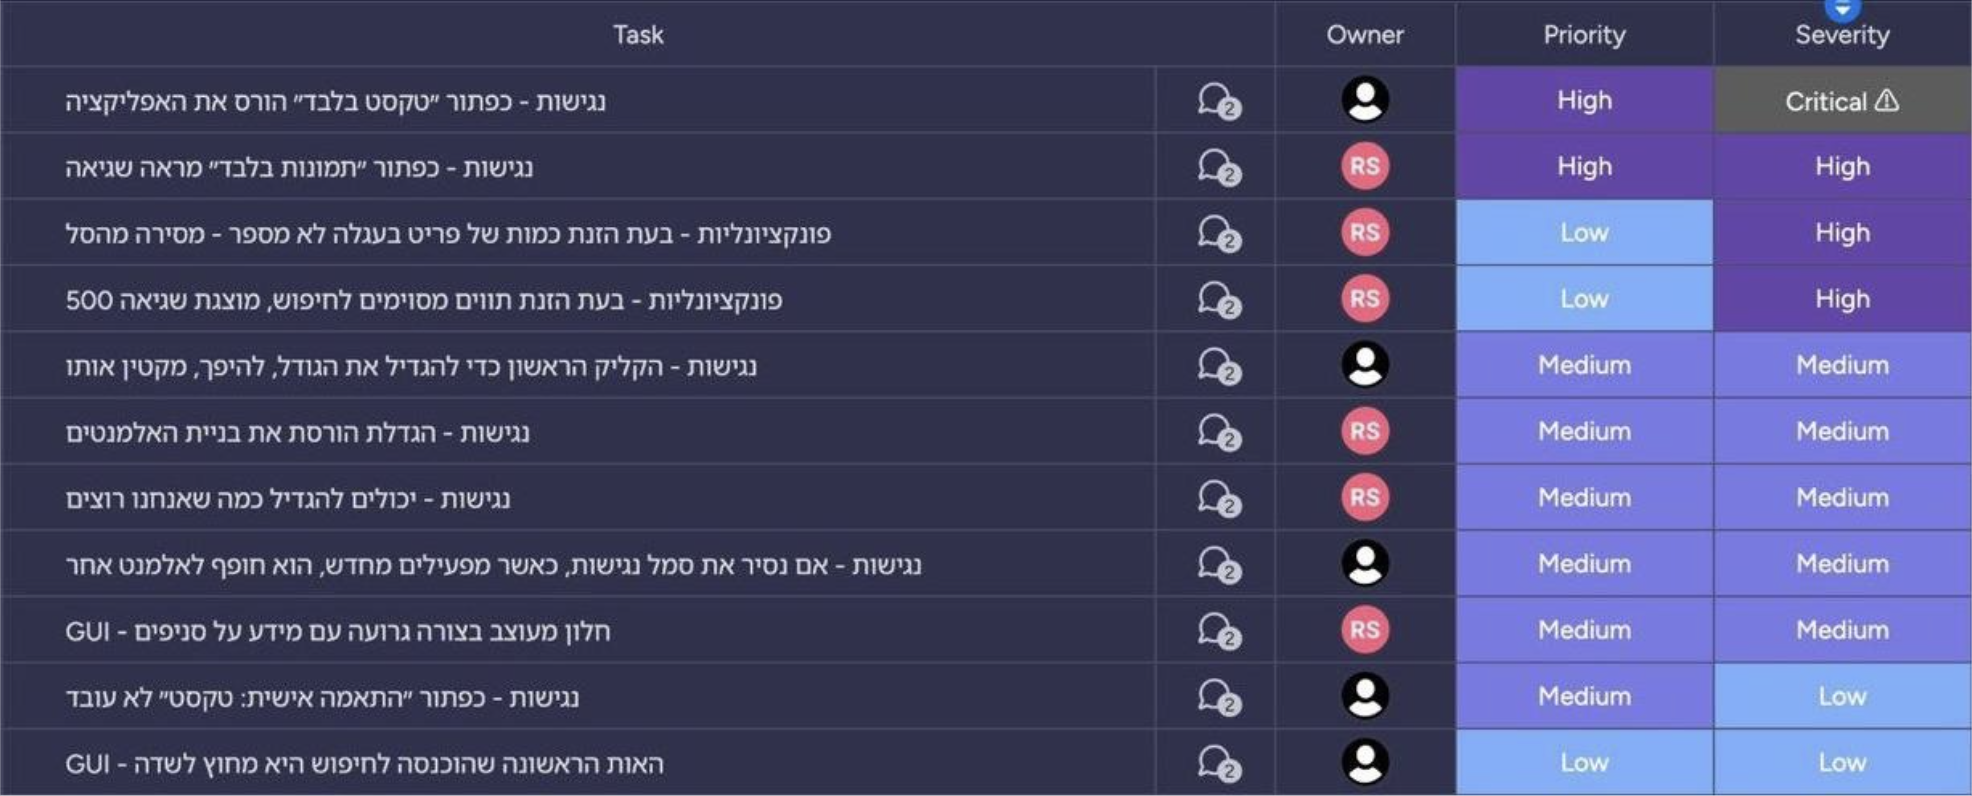 Task Owner Priority Severity
נגישות - כפתור "טקסט בלבד" הורס את האפליקציה 2 High Critical
נגישות - כפתור "תמונות בלבד" מראה שגיאה 2 RS High High
פונקציונליות - בעת הזנת כמות של פריט בעגלה לא מספר - מסירה מהסל 2 RS Low High
פונקציונליות - בעת הזנת תווים מסוימים לחיפוש, מוצגת שגיאה 500 2 RS Low High
נגישות - הקליק הראשון כדי להגדיל את הגודל, להיפך, מקטין אותו 2 Medium Medium
נגישות - הגדלת הורסת את בניית האלמנטים 2 RS Medium Medium
נגישות - יכולים להגדיל כמה שאנחנו רוצים 2 RS Medium Medium
נגישות - אם נסיר את סמל נגישות, כאשר מפעילים מחדש, הוא חופף לאלמנט אחר 2 Medium Medium
GUI - חלון מעוצב בצורה גרועה עם מידע על סניפים 2 RS Medium Medium
נגישות - כפתור "התאמה אישית: טקסט" לא עובד 2 Medium Low
GUI - האות הראשונה שהוכנסה לחיפוש היא מחוץ לשדה 2 Low Low